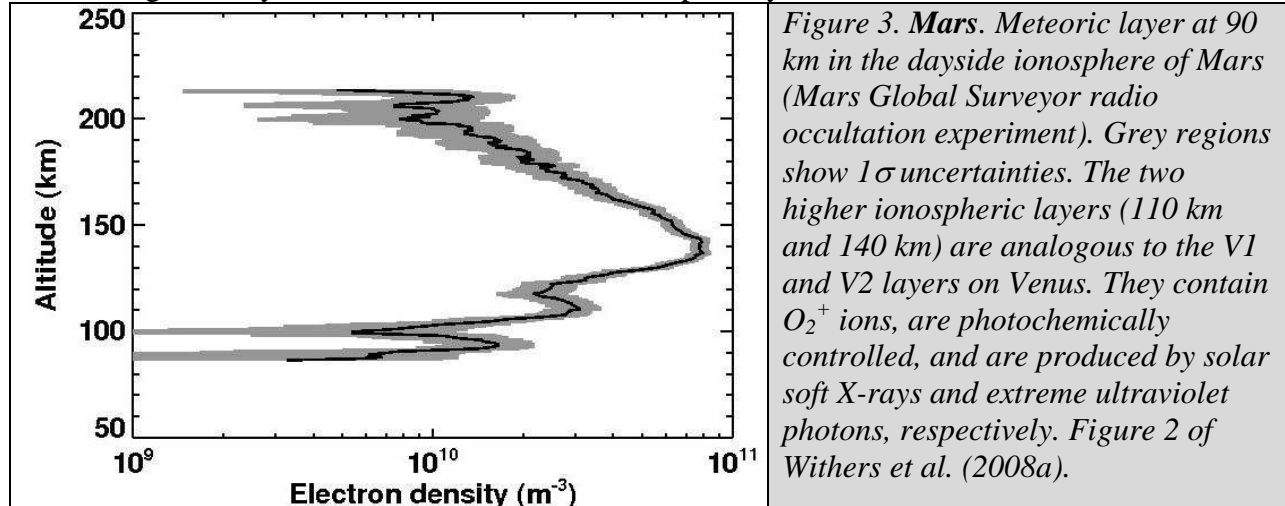 250
200
150
100
50
Altitude (km)
10⁹
10¹⁰
10¹¹
Electron density (m⁻³)
Figure 3. Mars. Meteoric layer at 90
km in the dayside ionosphere of Mars
(Mars Global Surveyor radio
occultation experiment). Grey regions
show 1σ uncertainties. The two
higher ionospheric layers (110 km
and 140 km) are analogous to the V1
and V2 layers on Venus. They contain
O₂⁺ ions, are photochemically
controlled, and are produced by solar
soft X-rays and extreme ultraviolet
photons, respectively. Figure 2 of
Withers et al. (2008a).